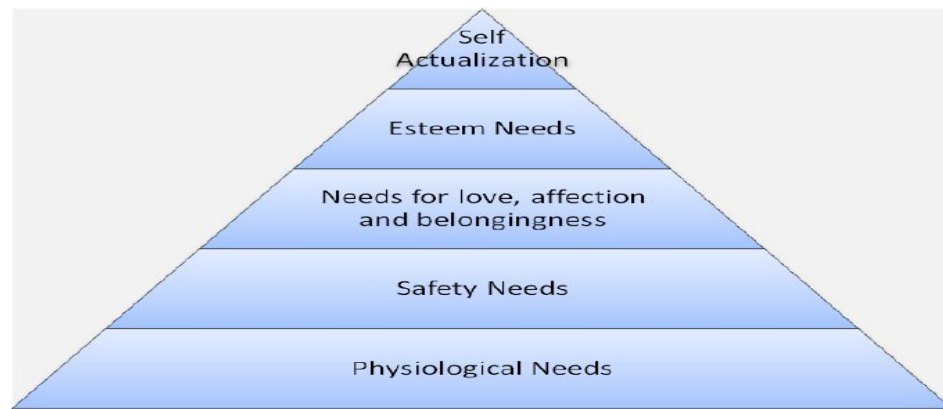 Self
Actualization
Esteem Needs
Needs for love, affection
and belongingness
Safety Needs
Physiological Needs